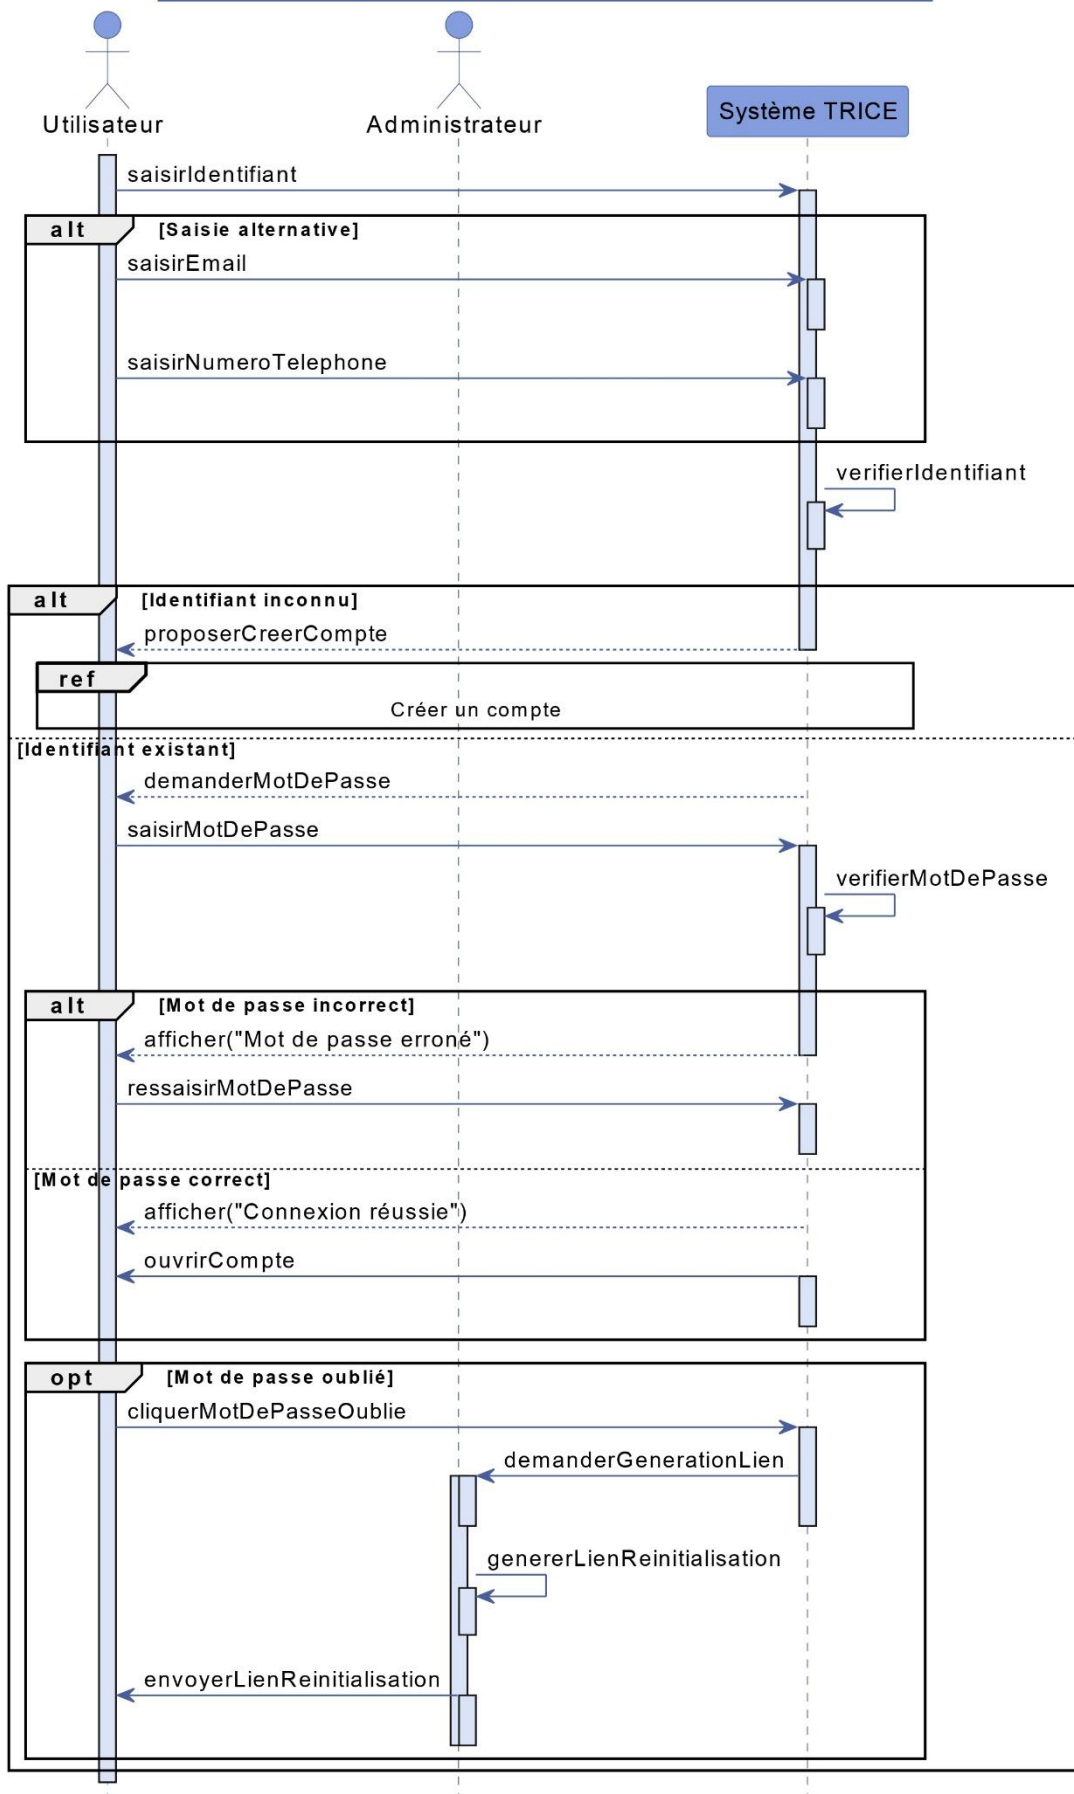 Utilisateur
Administrateur
Système TRICE
saisirIdentifiant
alt [Saisie alternative]
saisirEmail
saisirNumeroTelephone
verifierIdentifiant
alt [Identifiant inconnu]
proposerCreerCompte
ref
Créer un compte
[Identifiant existant]
demanderMotDePasse
saisirMotDePasse
verifierMotDePasse
alt [Mot de passe incorrect]
afficher("Mot de passe erroné")
ressaisirMotDePasse
[Mot de passe correct]
afficher("Connexion réussie")
ouvrirCompte
opt [Mot de passe oublié]
cliquerMotDePasseOublie
demanderGenerationLien
genererLienReinitialisation
envoyerLienReinitialisation